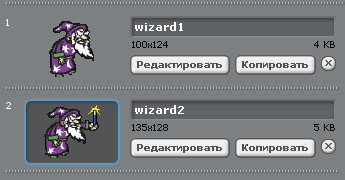 1
wizard1
100x124 4 KB
Редактировать Копировать
2
wizard2
135x128 5 KB
Редактировать Копировать